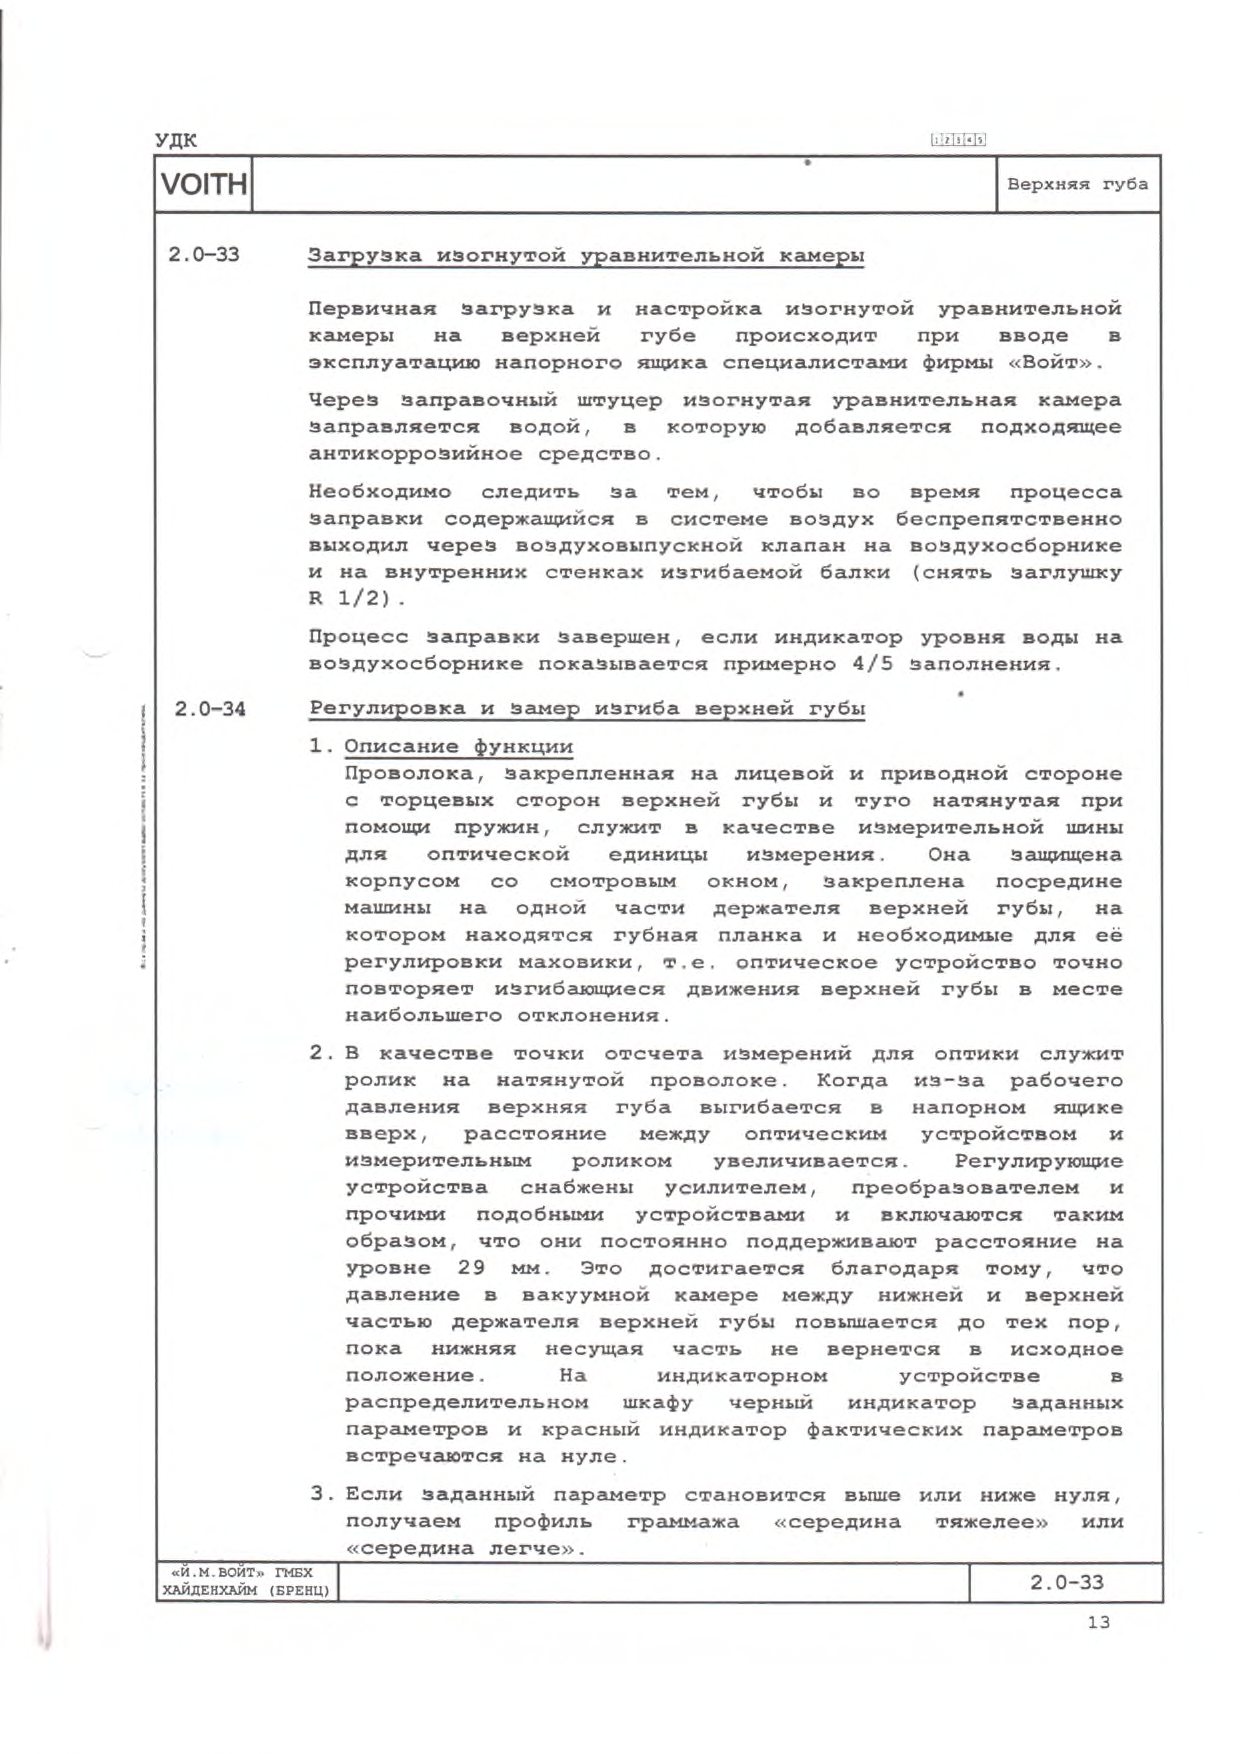 УДК
1 2 3 4 5
VOITH
Верхняя губа
2.0-33
Загрузка изогнутой уравнительной камеры
Первичная загрузка и настройка изогнутой уравнительной
камеры на верхней губе происходит при вводе в
эксплуатацию напорного ящика специалистами фирмы «Войт».
Через заправочный штуцер изогнутая уравнительная камера
заправляется водой, в которую добавляется подходящее
антикоррозийное средство.
Необходимо следить за тем, чтобы во время процесса
заправки содержащийся в системе воздух беспрепятственно
выходил через воздуховыпускной клапан на воздухосборнике
и на внутренних стенках изгибаемой балки (снять заглушку
R 1/2).
Процесс заправки завершен, если индикатор уровня воды на
воздухосборнике показывается примерно 4/5 заполнения.
2.0-34
Регулировка и замер изгиба верхней губы
1. Описание функции
Проволока, закрепленная на лицевой и приводной стороне
с торцевых сторон верхней губы и туго натянутая при
помощи пружин, служит в качестве измерительной шины
для оптической единицы измерения. Она защищена
корпусом со смотровым окном, закреплена посредине
машины на одной части держателя верхней губы, на
котором находятся губная планка и необходимые для её
регулировки маховики, т.е. оптическое устройство точно
повторяет изгибающиеся движения верхней губы в месте
наибольшего отклонения.
2. В качестве точки отсчета измерений для оптики служит
ролик на натянутой проволоке. Когда из-за рабочего
давления верхняя губа выгибается в напорном ящике
вверх, расстояние между оптическим устройством и
измерительным роликом увеличивается. Регулирующие
устройства снабжены усилителем, преобразователем и
прочими подобными устройствами и включаются таким
образом, что они постоянно поддерживают расстояние на
уровне 29 мм. Это достигается благодаря тому, что
давление в вакуумной камере между нижней и верхней
частью держателя верхней губы повышается до тех пор,
пока нижняя несущая часть не вернется в исходное
положение. На индикаторном устройстве в
распределительном шкафу черный индикатор заданных
параметров и красный индикатор фактических параметров
встречаются на нуле.
3. Если заданный параметр становится выше или ниже нуля,
получаем профиль граммажа «середина тяжелее» или
«середина легче».
«Й.М.ВОЙТ» ГМБХ
ХАЙДЕНХАЙМ (БРЕНЦ)
2.0-33
13